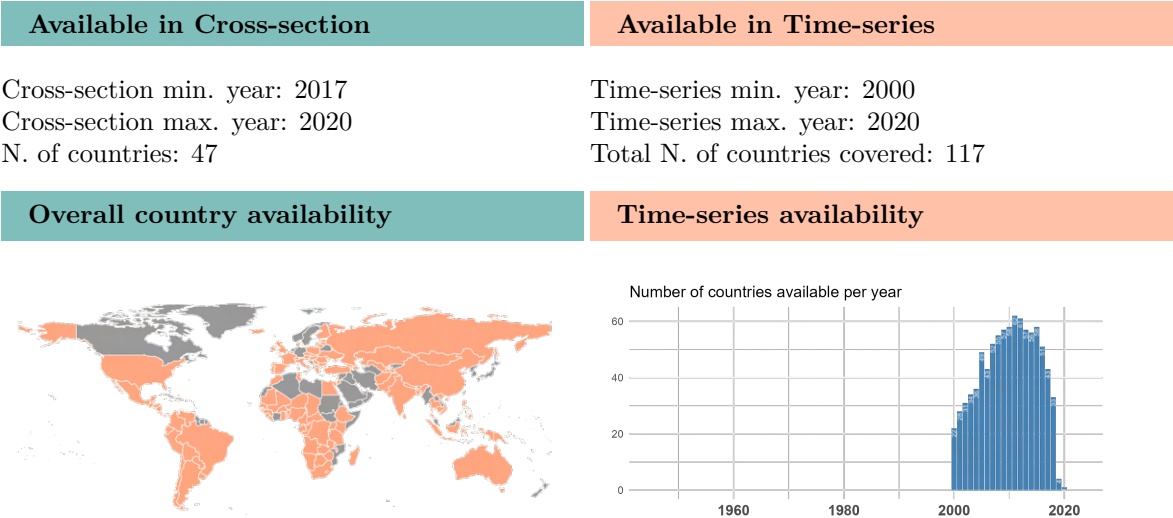 Available in Cross-section
Cross-section min. year: 2017
Cross-section max. year: 2020
N. of countries: 47
Available in Time-series
Time-series min. year: 2000
Time-series max. year: 2020
Total N. of countries covered: 117
Overall country availability
Time-series availability
Number of countries available per year
60
40
20
0
1960
1980
2000
2020